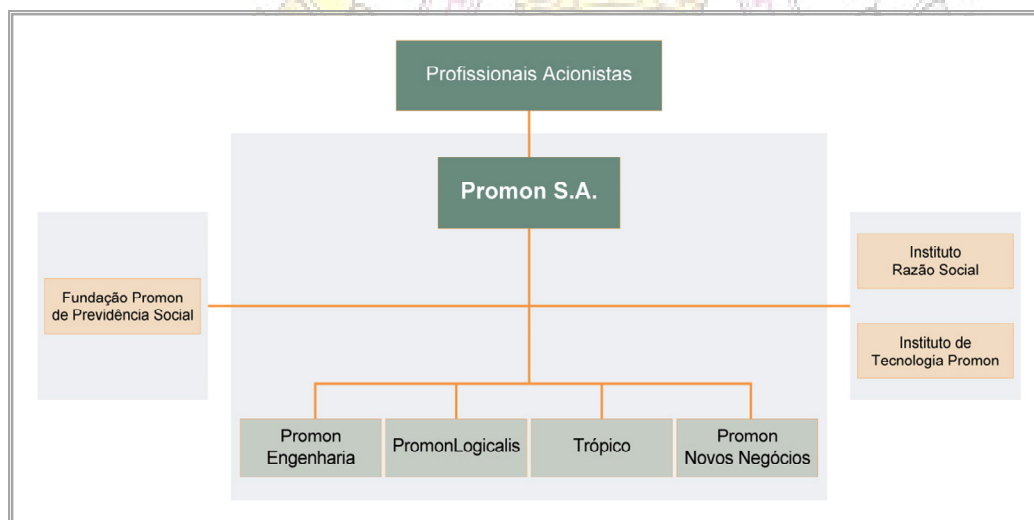 Profissionais Acionistas
Promon S.A.
Fundação Promon
de Previdência Social
Instituto
Razão Social
Instituto de
Tecnologia Promon
Promon
Engenharia
PromonLogicalis
Trópico
Promon
Novos Negócios